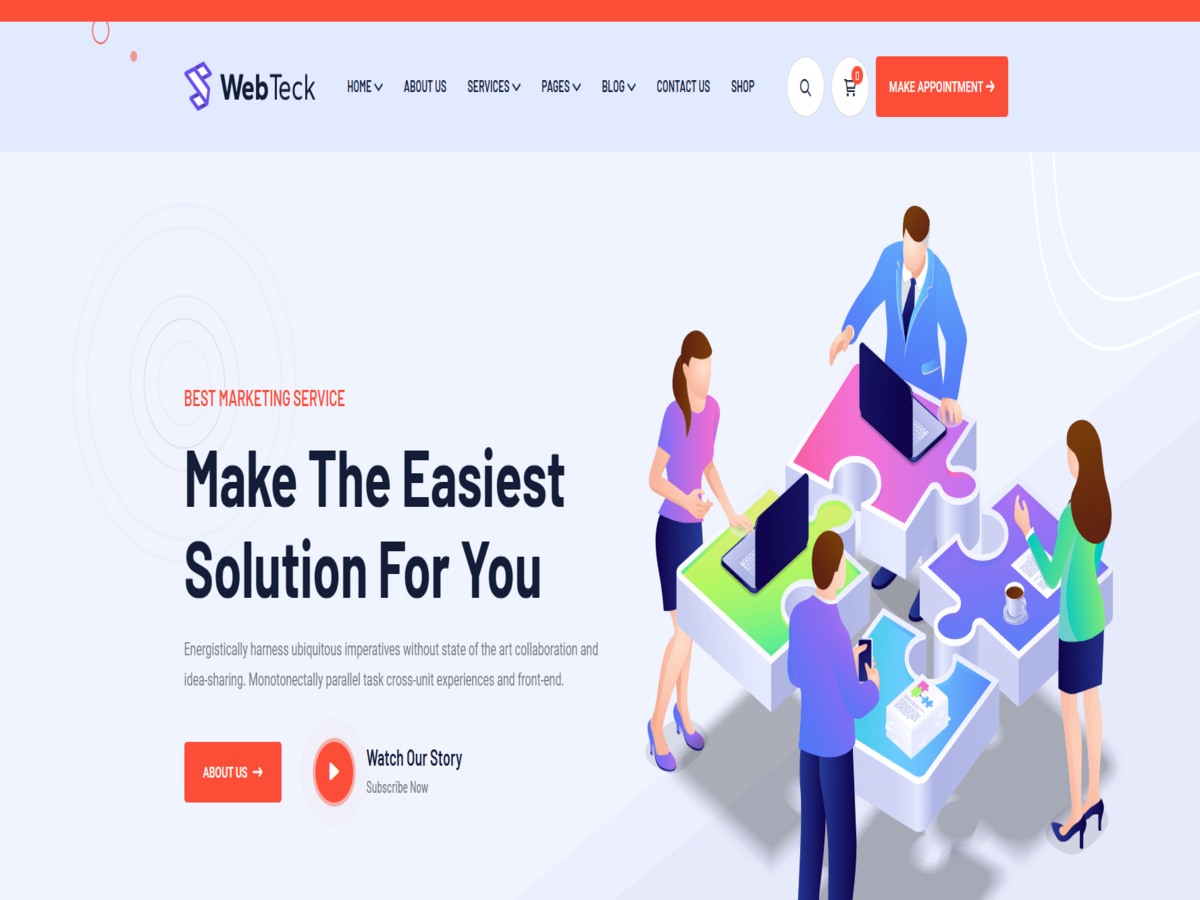 WebTeck
HOME
ABOUT US
SERVICES
PAGES
BLOG
CONTACT US
SHOP
0
MAKE APPOINTMENT
BEST MARKETING SERVICE
Make The Easiest
Solution For You
Energistically harness ubiquitous imperatives without state of the art collaboration and
idea-sharing. Monotonectally parallel task cross-unit experiences and front-end.
ABOUT US
Watch Our Story
Subscribe Now